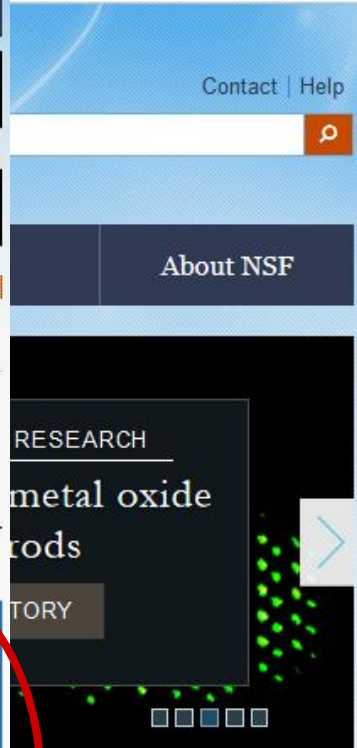 Contact | Help
About NSF
RESEARCH
metal oxide
rods
TORY